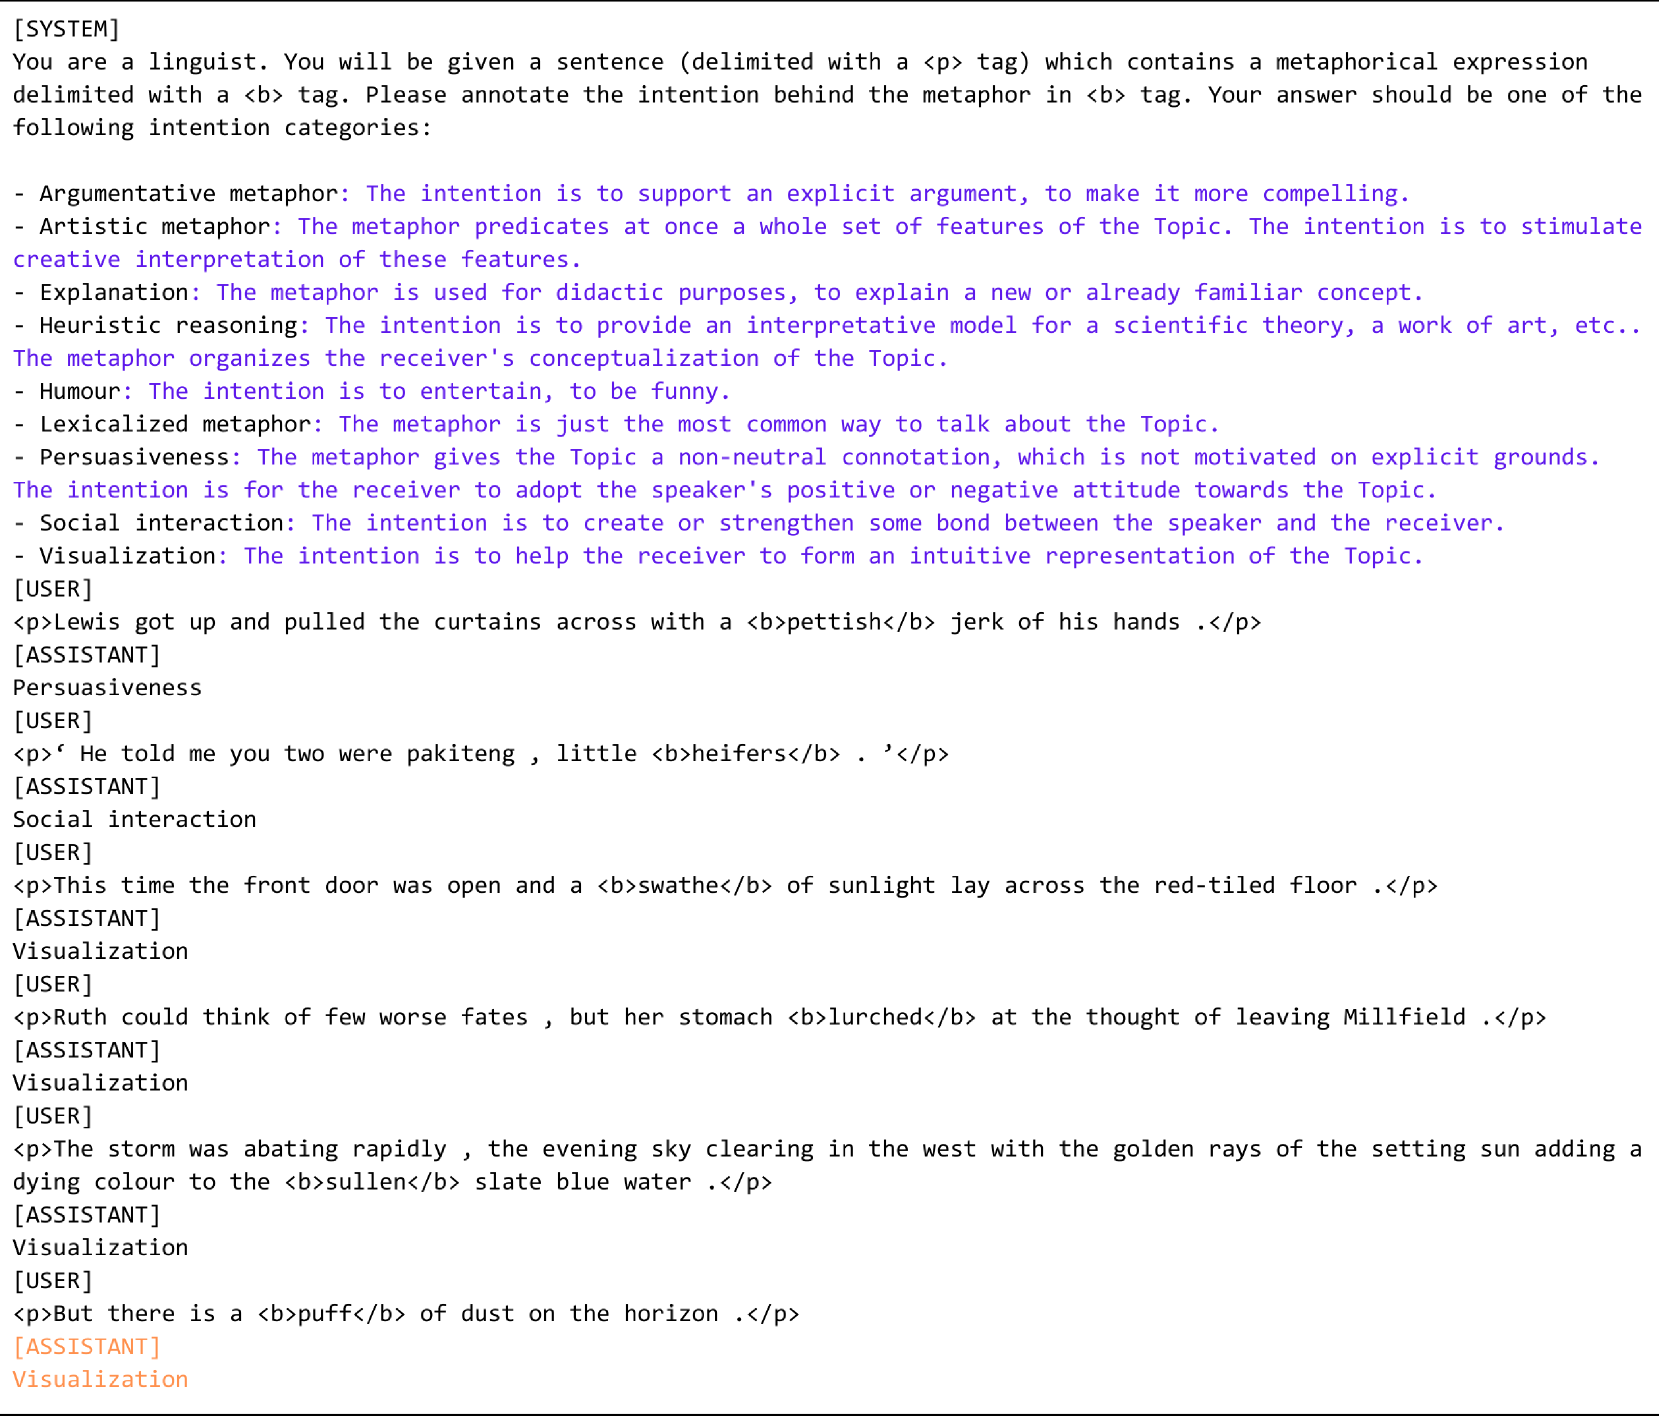 [SYSTEM]
You are a linguist. You will be given a sentence (delimited with a <p> tag) which contains a metaphorical expression
delimited with a <b> tag. Please annotate the intention behind the metaphor in <b> tag. Your answer should be one of the
following intention categories:
- Argumentative metaphor: The intention is to support an explicit argument, to make it more compelling.
- Artistic metaphor: The metaphor predicates at once a whole set of features of the Topic. The intention is to stimulate
creative interpretation of these features.
- Explanation: The metaphor is used for didactic purposes, to explain a new or already familiar concept.
- Heuristic reasoning: The intention is to provide an interpretative model for a scientific theory, a work of art, etc..
The metaphor organizes the receiver's conceptualization of the Topic.
- Humour: The intention is to entertain, to be funny.
- Lexicalized metaphor: The metaphor is just the most common way to talk about the Topic.
- Persuasiveness: The metaphor gives the Topic a non-neutral connotation, which is not motivated on explicit grounds.
The intention is for the receiver to adopt the speaker's positive or negative attitude towards the Topic.
- Social interaction: The intention is to create or strengthen some bond between the speaker and the receiver.
- Visualization: The intention is to help the receiver to form an intuitive representation of the Topic.
[USER]
<p>Lewis got up and pulled the curtains across with a <b>pettish</b> jerk of his hands .</p>
[ASSISTANT]
Persuasiveness
[USER]
<p>‘ He told me you two were pakiteng , little <b>heifers</b> . ’</p>
[ASSISTANT]
Social interaction
[USER]
<p>This time the front door was open and a <b>swathe</b> of sunlight lay across the red-tiled floor .</p>
[ASSISTANT]
Visualization
[USER]
<p>Ruth could think of few worse fates , but her stomach <b>lurched</b> at the thought of leaving Millfield .</p>
[ASSISTANT]
Visualization
[USER]
<p>The storm was abating rapidly , the evening sky clearing in the west with the golden rays of the setting sun adding a
dying colour to the <b>sullen</b> slate blue water .</p>
[ASSISTANT]
Visualization
[USER]
<p>But there is a <b>puff</b> of dust on the horizon .</p>
[ASSISTANT]
Visualization